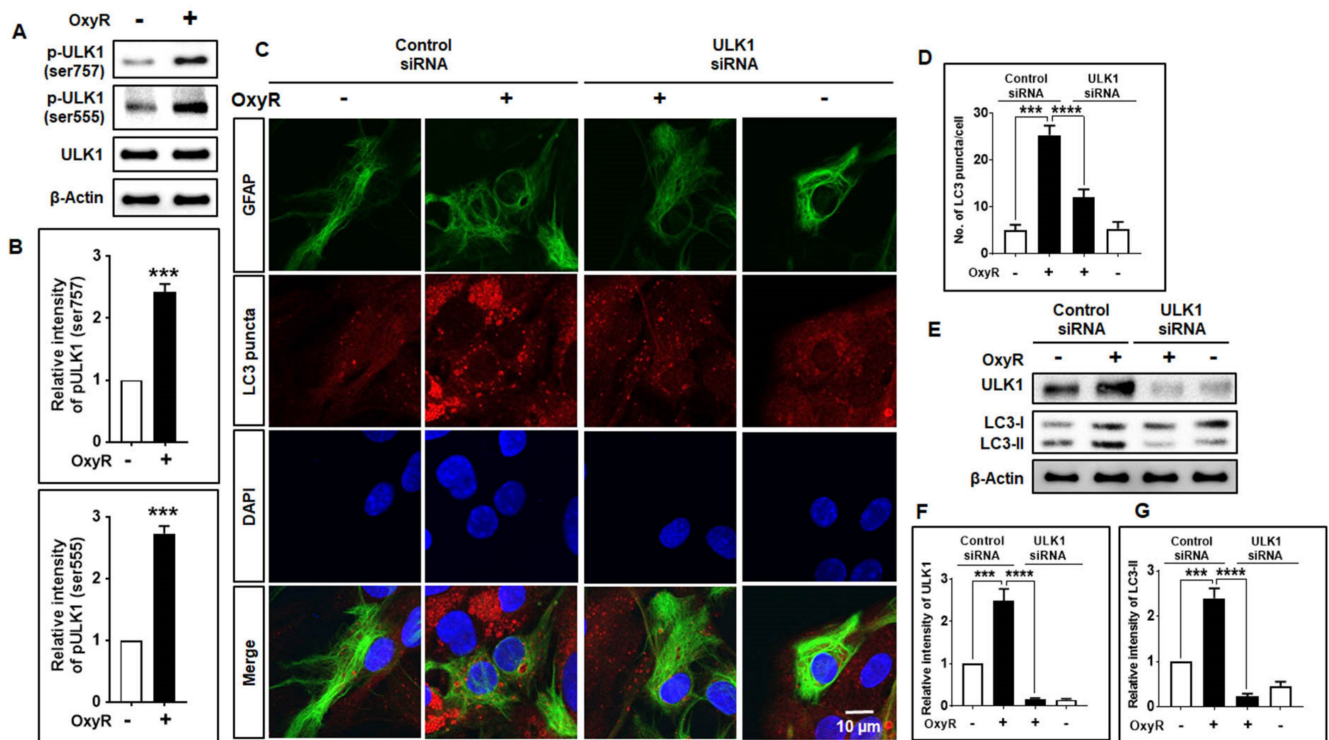 A
OxyR - +
p-ULK1
(ser757)
p-ULK1
(ser555)
ULK1
β-Actin
B
Relative intensity
of pULK1 (ser757)
3
2
1
0
***
OxyR - +
Relative intensity
of pULK1 (ser555)
3
2
1
0
***
OxyR - +
C
Control
siRNA
ULK1
siRNA
OxyR - + + -
GFAP
LC3 puncta
DAPI
Merge
10 µm
D
Control
siRNA
ULK1
siRNA
*** ****
No. of LC3 puncta/cell
30
20
10
0
OxyR - + + -
E
Control
siRNA
ULK1
siRNA
OxyR - + + -
ULK1
LC3-I
LC3-II
β-Actin
F
Control
siRNA
ULK1
siRNA
*** ****
Relative intensity of ULK1
3
2
1
0
OxyR - + + -
G
Control
siRNA
ULK1
siRNA
*** ****
Relative intensity of LC3-II
3
2
1
0
OxyR - + + -